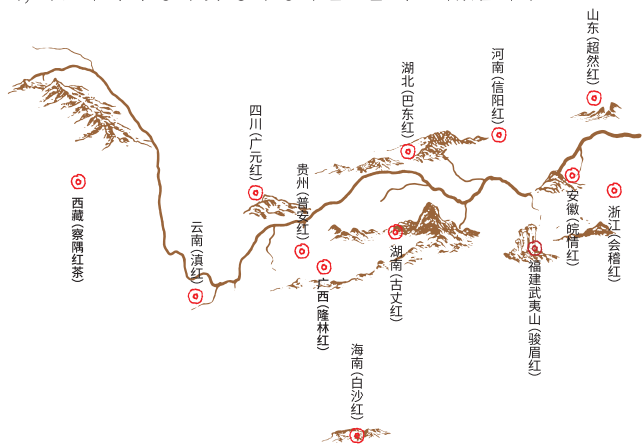 山东（超然红）
河南（信阳红）
湖北（巴东红）
四川（广元红）
贵州（普安红）
西藏（察隅红茶）
云南（滇红）
安徽（皖情红）
浙江（会稽红）
湖南（古丈红）
广西（隆林红）
福建武夷山（骏眉红）
海南（白沙红）